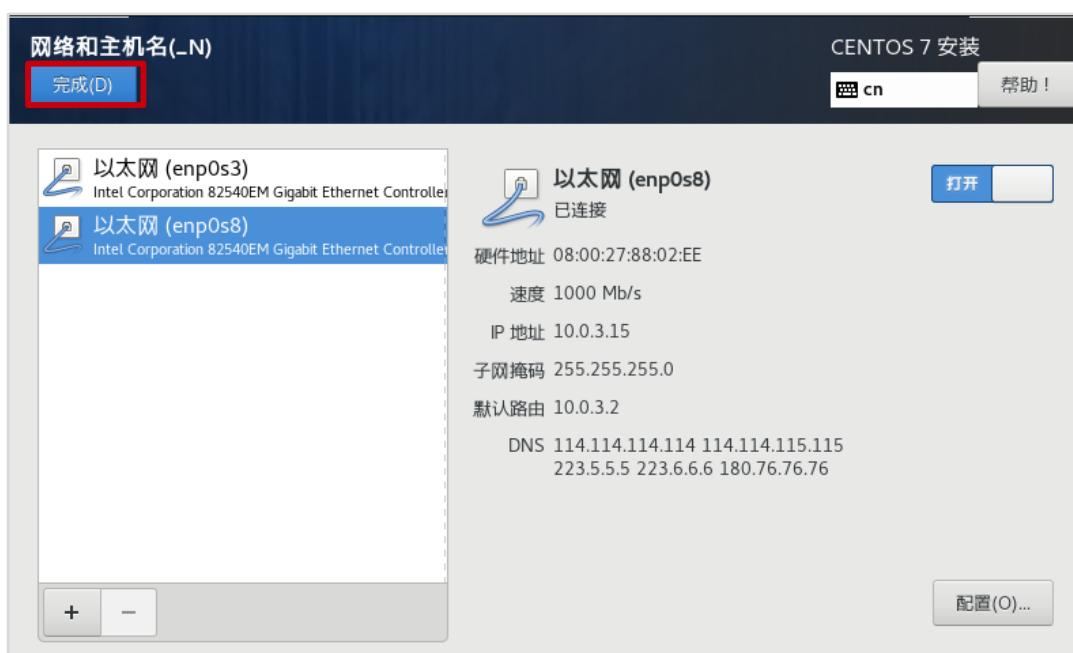 网络和主机名(_N)
CENTOS 7 安装
完成(D)
cn
帮助！
以太网 (enp0s3)
Intel Corporation 82540EM Gigabit Ethernet Controlle
以太网 (enp0s8)
Intel Corporation 82540EM Gigabit Ethernet Controlle
以太网 (enp0s8)
已连接
打开
硬件地址 08:00:27:88:02:EE
速度 1000 Mb/s
IP 地址 10.0.3.15
子网掩码 255.255.255.0
默认路由 10.0.3.2
DNS 114.114.114.114 114.114.115.115
223.5.5.5 223.6.6.6 180.76.76.76
+ −
配置(O)...